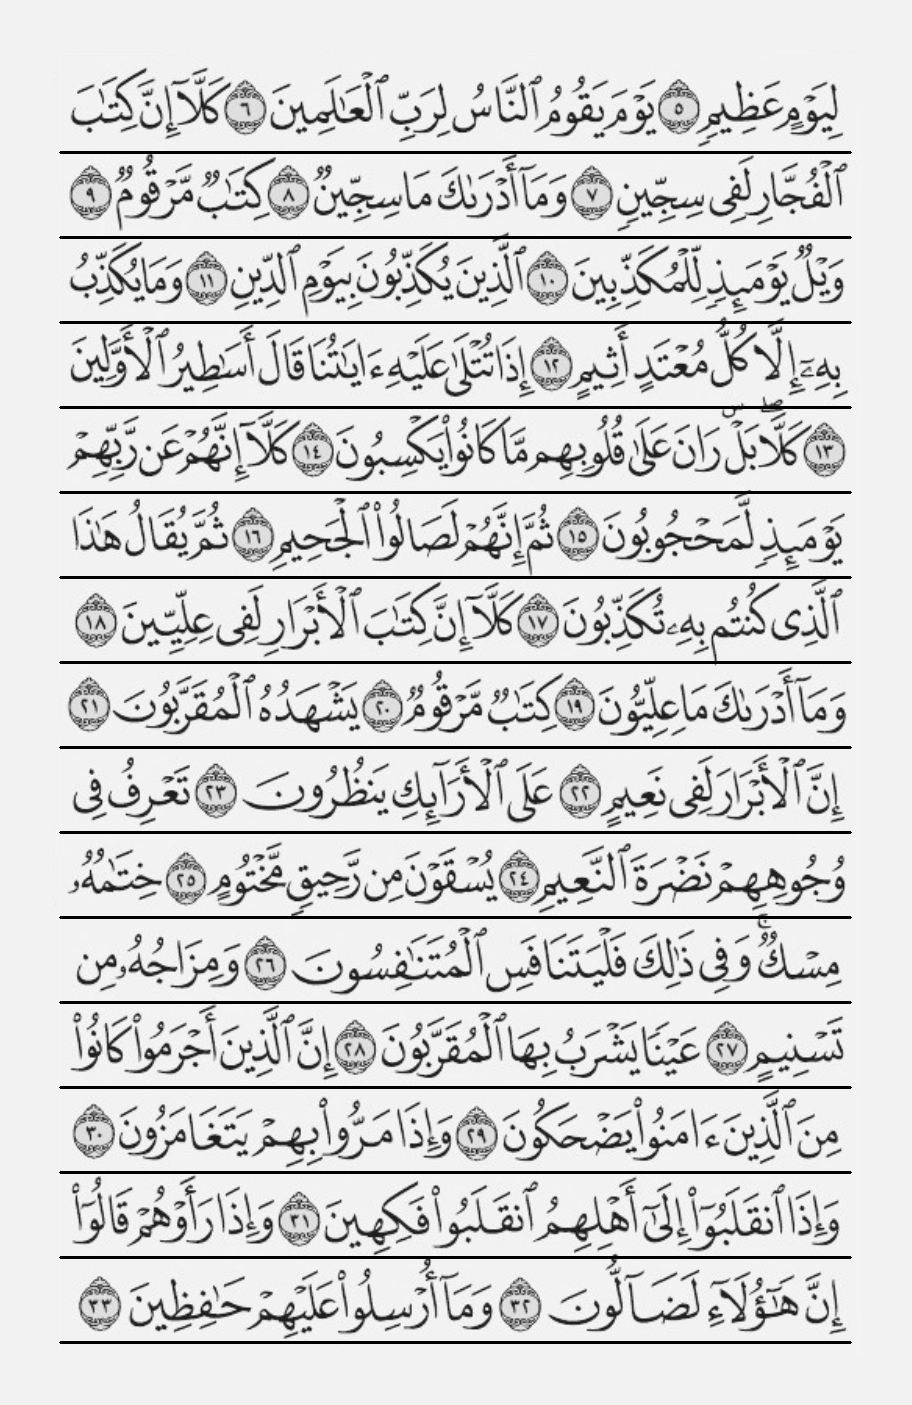 لِيَوْمٍ عَظِيمٍ ٥ يَوْمَ يَقُومُ ٱلنَّاسُ لِرَبِّ ٱلْعَٰلَمِينَ ٦ كَلَّآ إِنَّ كِتَٰبَ
ٱلْفُجَّارِ لَفِى سِجِّينٍ ٧ وَمَآ أَدْرَىٰكَ مَا سِجِّينٌ ٨ كِتَٰبٌ مَّرْقُومٌ ٩
وَيْلٌ يَوْمَئِذٍ لِّلْمُكَذِّبِينَ ١٠ ٱلَّذِينَ يُكَذِّبُونَ بِيَوْمِ ٱلدِّينِ ١١ وَمَا يُكَذِّبُ
بِهِۦٓ إِلَّا كُلُّ مُعْتَدٍ أَثِيمٍ ١٢ إِذَا تُتْلَىٰ عَلَيْهِ ءَايَٰتُنَا قَالَ أَسَٰطِيرُ ٱلْأَوَّلِينَ
١٣ كَلَّا ۖ بَلْ ۜ رَانَ عَلَىٰ قُلُوبِهِم مَّا كَانُوا۟ يَكْسِبُونَ ١٤ كَلَّآ إِنَّهُمْ عَن رَّبِّهِمْ
يَوْمَئِذٍ لَّمَحْجُوبُونَ ١٥ ثُمَّ إِنَّهُمْ لَصَالُوا۟ ٱلْجَحِيمِ ١٦ ثُمَّ يُقَالُ هَٰذَا
ٱلَّذِى كُنتُم بِهِۦ تُكَذِّبُونَ ١٧ كَلَّآ إِنَّ كِتَٰبَ ٱلْأَبْرَارِ لَفِى عِلِّيِّينَ ١٨
وَمَآ أَدْرَىٰكَ مَا عِلِّيُّونَ ١٩ كِتَٰبٌ مَّرْقُومٌ ٢٠ يَشْهَدُهُ ٱلْمُقَرَّبُونَ ٢١
إِنَّ ٱلْأَبْرَارَ لَفِى نَعِيمٍ ٢٢ عَلَى ٱلْأَرَآئِكِ يَنظُرُونَ ٢٣ تَعْرِفُ فِى
وُجُوهِهِمْ نَضْرَةَ ٱلنَّعِيمِ ٢٤ يُسْقَوْنَ مِن رَّحِيقٍ مَّخْتُومٍ ٢٥ خِتَٰمُهُۥ
مِسْكٌ ۚ وَفِى ذَٰلِكَ فَلْيَتَنَافَسِ ٱلْمُتَنَٰفِسُونَ ٢٦ وَمِزَاجُهُۥ مِن
تَسْنِيمٍ ٢٧ عَيْنًا يَشْرَبُ بِهَا ٱلْمُقَرَّبُونَ ٢٨ إِنَّ ٱلَّذِينَ أَجْرَمُوا۟ كَانُوا۟
مِنَ ٱلَّذِينَ ءَامَنُوا۟ يَضْحَكُونَ ٢٩ وَإِذَا مَرُّوا۟ بِهِمْ يَتَغَامَزُونَ ٣٠
وَإِذَا ٱنقَلَبُوٓا۟ إِلَىٰٓ أَهْلِهِمُ ٱنقَلَبُوا۟ فَكِهِينَ ٣١ وَإِذَا رَأَوْهُمْ قَالُوٓا۟
إِنَّ هَٰٓؤُلَآءِ لَضَآلُّونَ ٣٢ وَمَآ أُرْسِلُوا۟ عَلَيْهِمْ حَٰفِظِينَ ٣٣